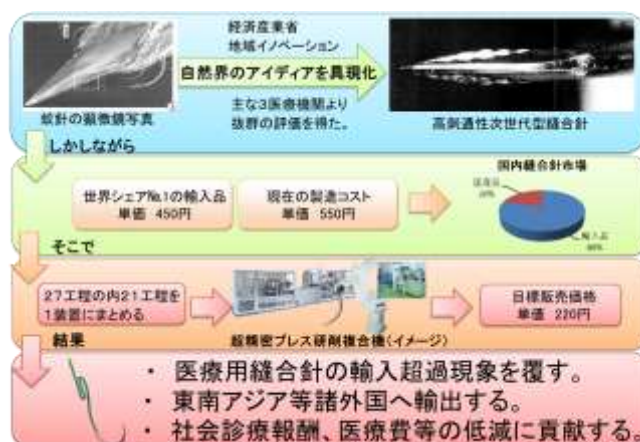 経済産業省
地域イノベーション
自然界のアイディアを具現化
主な3医療機関より
抜群の評価を得た。
蚊針の顕微鏡写真
高刺通性次世代型縫合針
しかしながら
国内縫合針市場
世界シェア№1の輸入品
単価 450円
現在の製造コスト
単価 550円
国産品
輸入品
そこで
27工程の内21工程を
1装置にまとめる
目標販売価格
単価 220円
超精密プレス研削複合機(イメージ)
結果
・ 医療用縫合針の輸入超過現象を覆す。
・ 東南アジア等諸外国へ輸出する。
・ 社会診療報酬、医療費等の低減に貢献する。